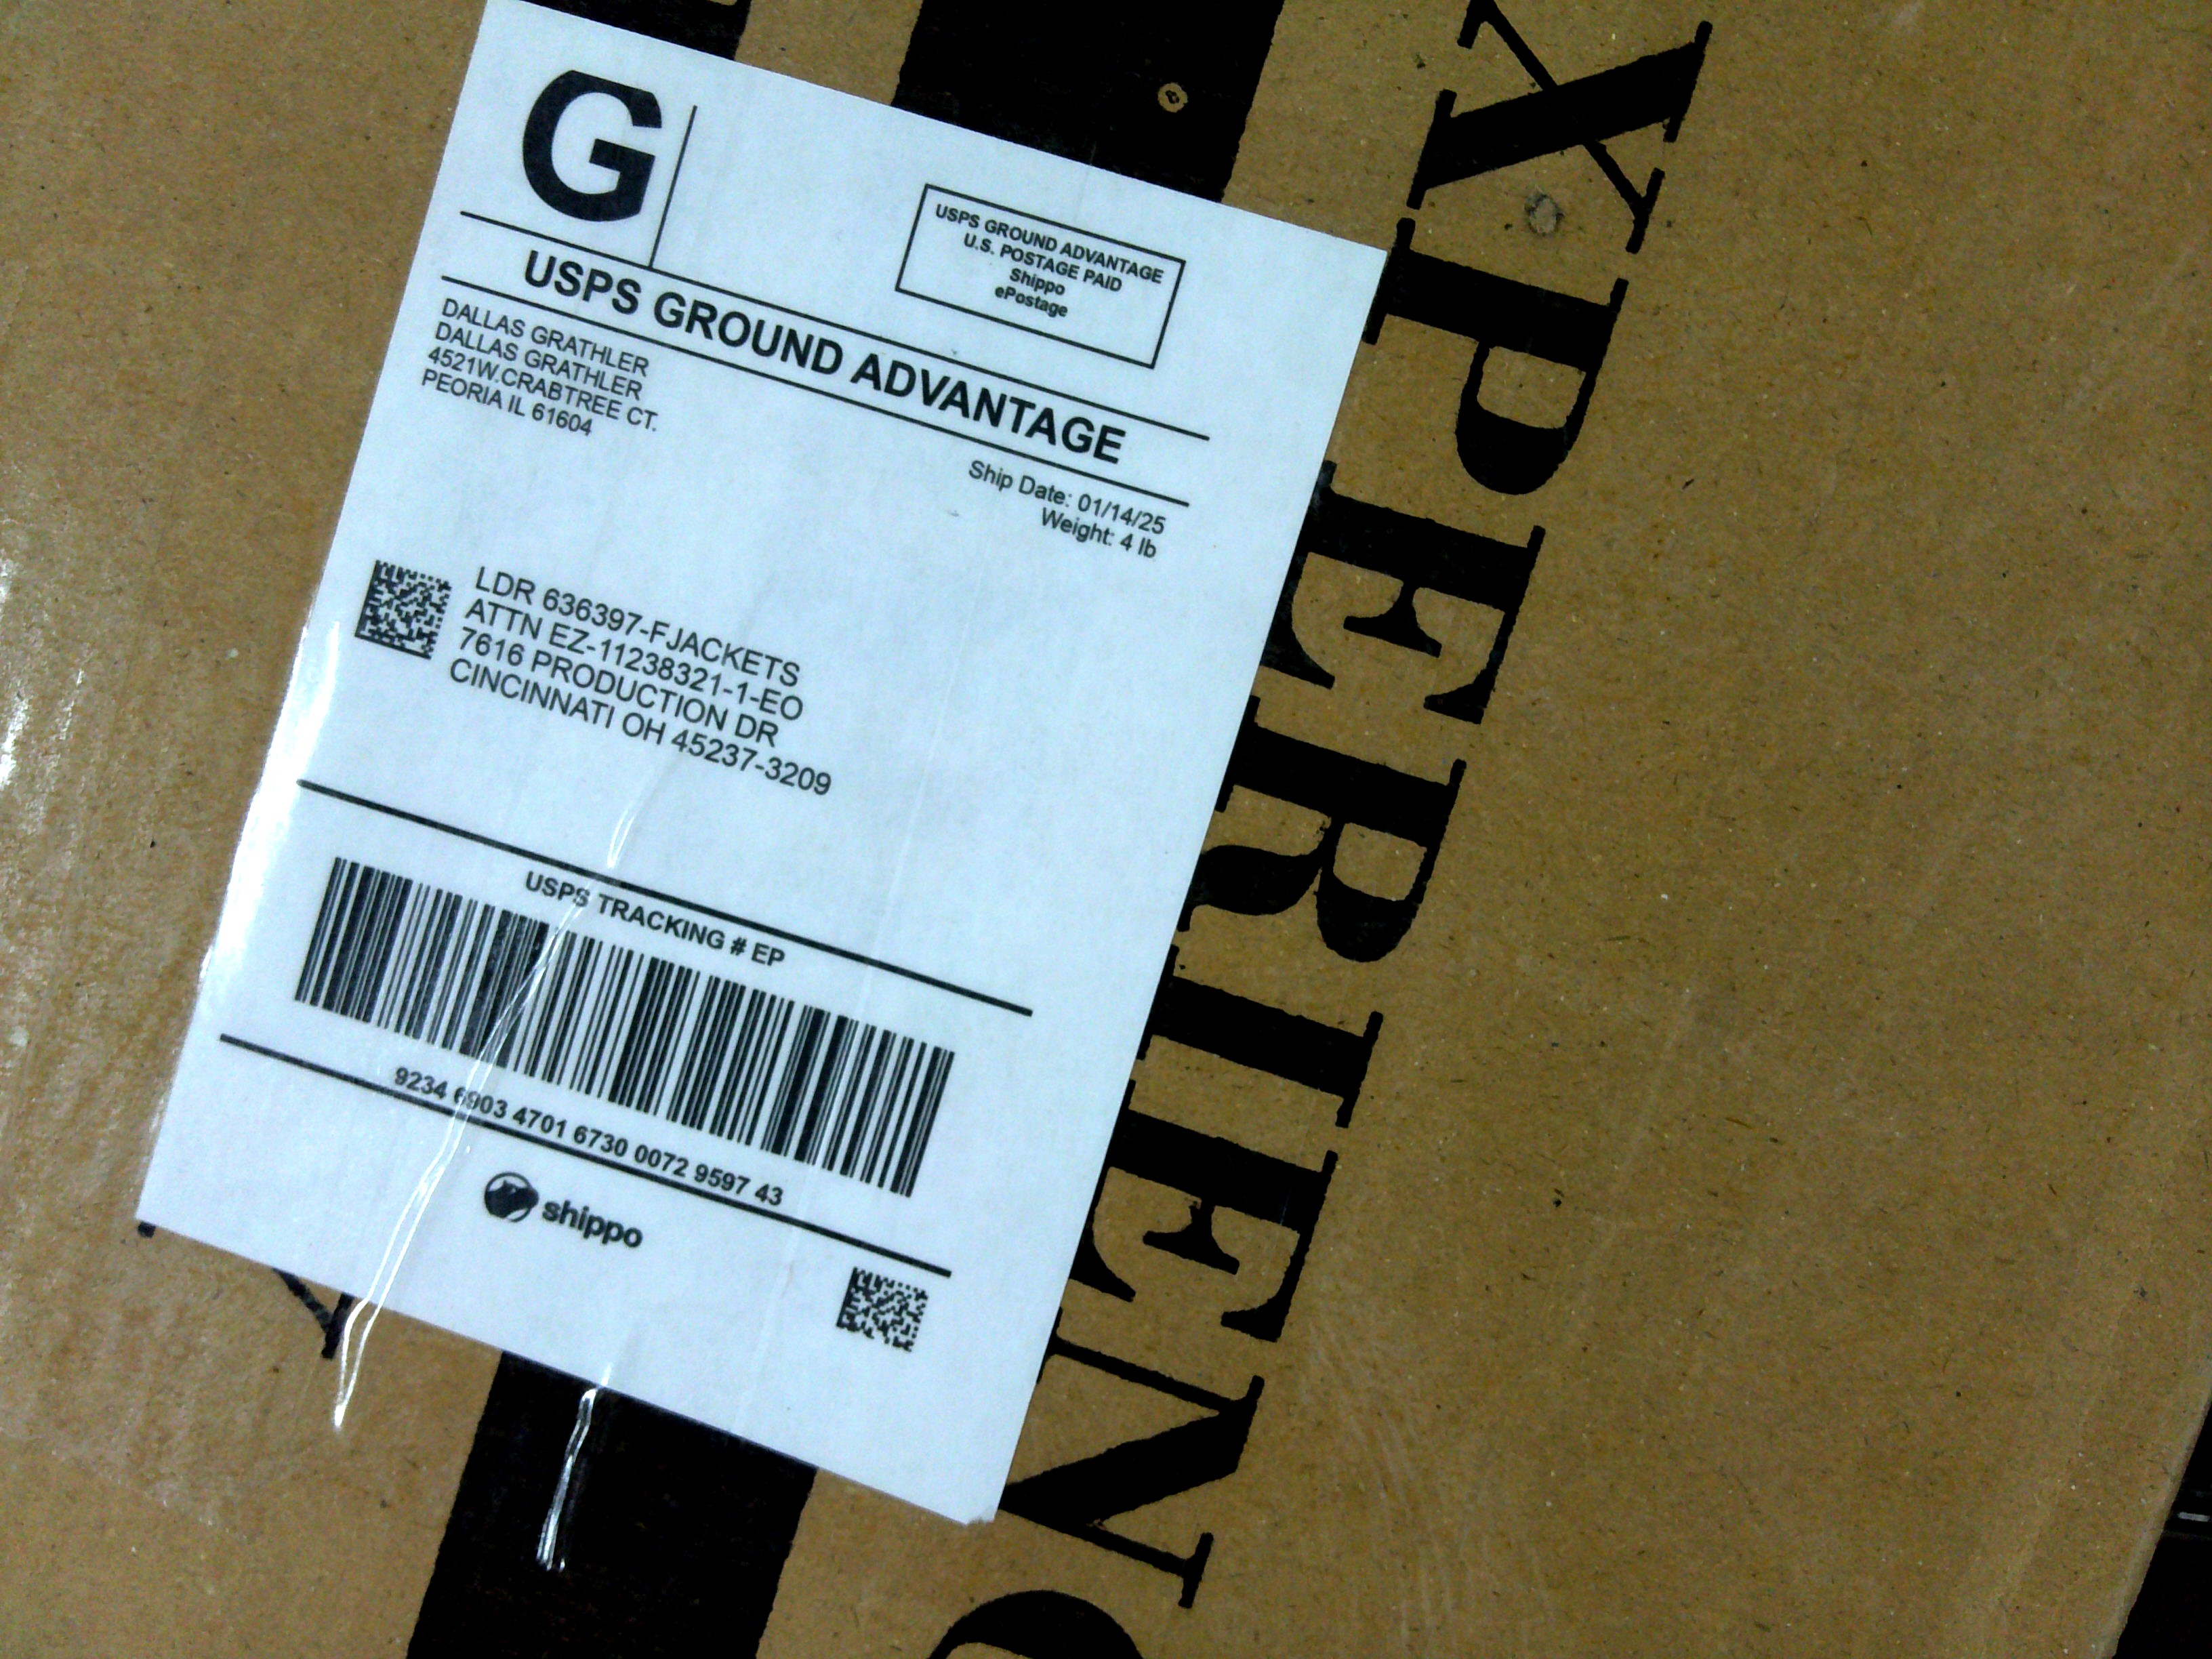 G
USPS GROUND ADVANTAGE
U.S. POSTAGE PAID
Shippo
ePostage
USPS GROUND ADVANTAGE
DALLAS GRATHLER
DALLAS GRATHLER
4521W.CRABTREE CT.
PEORIA IL 61604
Ship Date: 01/14/25
Weight: 4 lb
LDR 636397-FJACKETS
ATTN EZ-11238321-1-EO
7616 PRODUCTION DR
CINCINNATI OH 45237-3209
USPS TRACKING # EP
9234 6903 4701 6730 0072 9597 43
shippo
XPERIENC